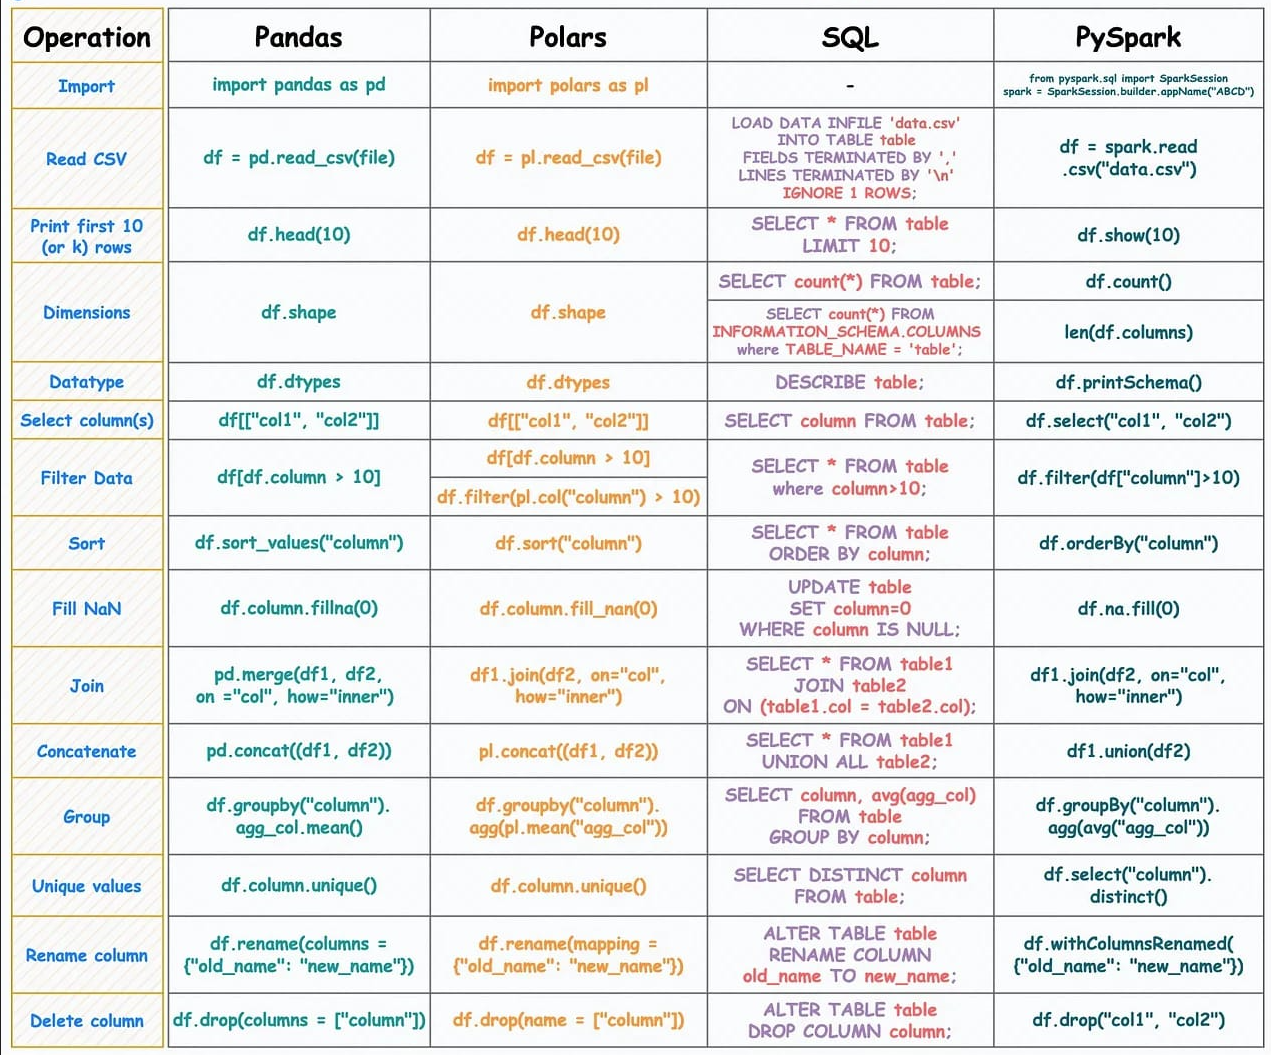 Operation
Pandas
Polars
SQL
PySpark
Import
import pandas as pd
import polars as pl
-
from pyspark.sql import SparkSession
spark = SparkSession.builder.appName("ABCD")
Read CSV
df = pd.read_csv(file)
df = pl.read_csv(file)
LOAD DATA INFILE 'data.csv'
INTO TABLE table
FIELDS TERMINATED BY ','
LINES TERMINATED BY '\n'
IGNORE 1 ROWS;
df = spark.read
.csv("data.csv")
Print first 10
(or k) rows
df.head(10)
df.head(10)
SELECT * FROM table
LIMIT 10;
df.show(10)
Dimensions
df.shape
df.shape
SELECT count(*) FROM table;
df.count()
SELECT count(*) FROM
INFORMATION_SCHEMA.COLUMNS
where TABLE_NAME = 'table';
len(df.columns)
Datatype
df.dtypes
df.dtypes
DESCRIBE table;
df.printSchema()
Select column(s)
df[["col1", "col2"]]
df[["col1", "col2"]]
SELECT column FROM table;
df.select("col1", "col2")
Filter Data
df[df.column > 10]
df[df.column > 10]
df.filter(pl.col("column") > 10)
SELECT * FROM table
where column>10;
df.filter(df["column"]>10)
Sort
df.sort_values("column")
df.sort("column")
SELECT * FROM table
ORDER BY column;
df.orderBy("column")
Fill NaN
df.column.fillna(0)
df.column.fill_nan(0)
UPDATE table
SET column=0
WHERE column IS NULL;
df.na.fill(0)
Join
pd.merge(df1, df2,
on ="col", how="inner")
df1.join(df2, on="col",
how="inner")
SELECT * FROM table1
JOIN table2
ON (table1.col = table2.col);
df1.join(df2, on="col",
how="inner")
Concatenate
pd.concat((df1, df2))
pl.concat((df1, df2))
SELECT * FROM table1
UNION ALL table2;
df1.union(df2)
Group
df.groupby("column").
agg_col.mean()
df.groupby("column").
agg(pl.mean("agg_col"))
SELECT column, avg(agg_col)
FROM table
GROUP BY column;
df.groupBy("column").
agg(avg("agg_col"))
Unique values
df.column.unique()
df.column.unique()
SELECT DISTINCT column
FROM table;
df.select("column").
distinct()
Rename column
df.rename(columns =
{"old_name": "new_name"})
df.rename(mapping =
{"old_name": "new_name"})
ALTER TABLE table
RENAME COLUMN
old_name TO new_name;
df.withColumnsRenamed(
{"old_name": "new_name"})
Delete column
df.drop(columns = ["column"])
df.drop(name = ["column"])
ALTER TABLE table
DROP COLUMN column;
df.drop("col1", "col2")